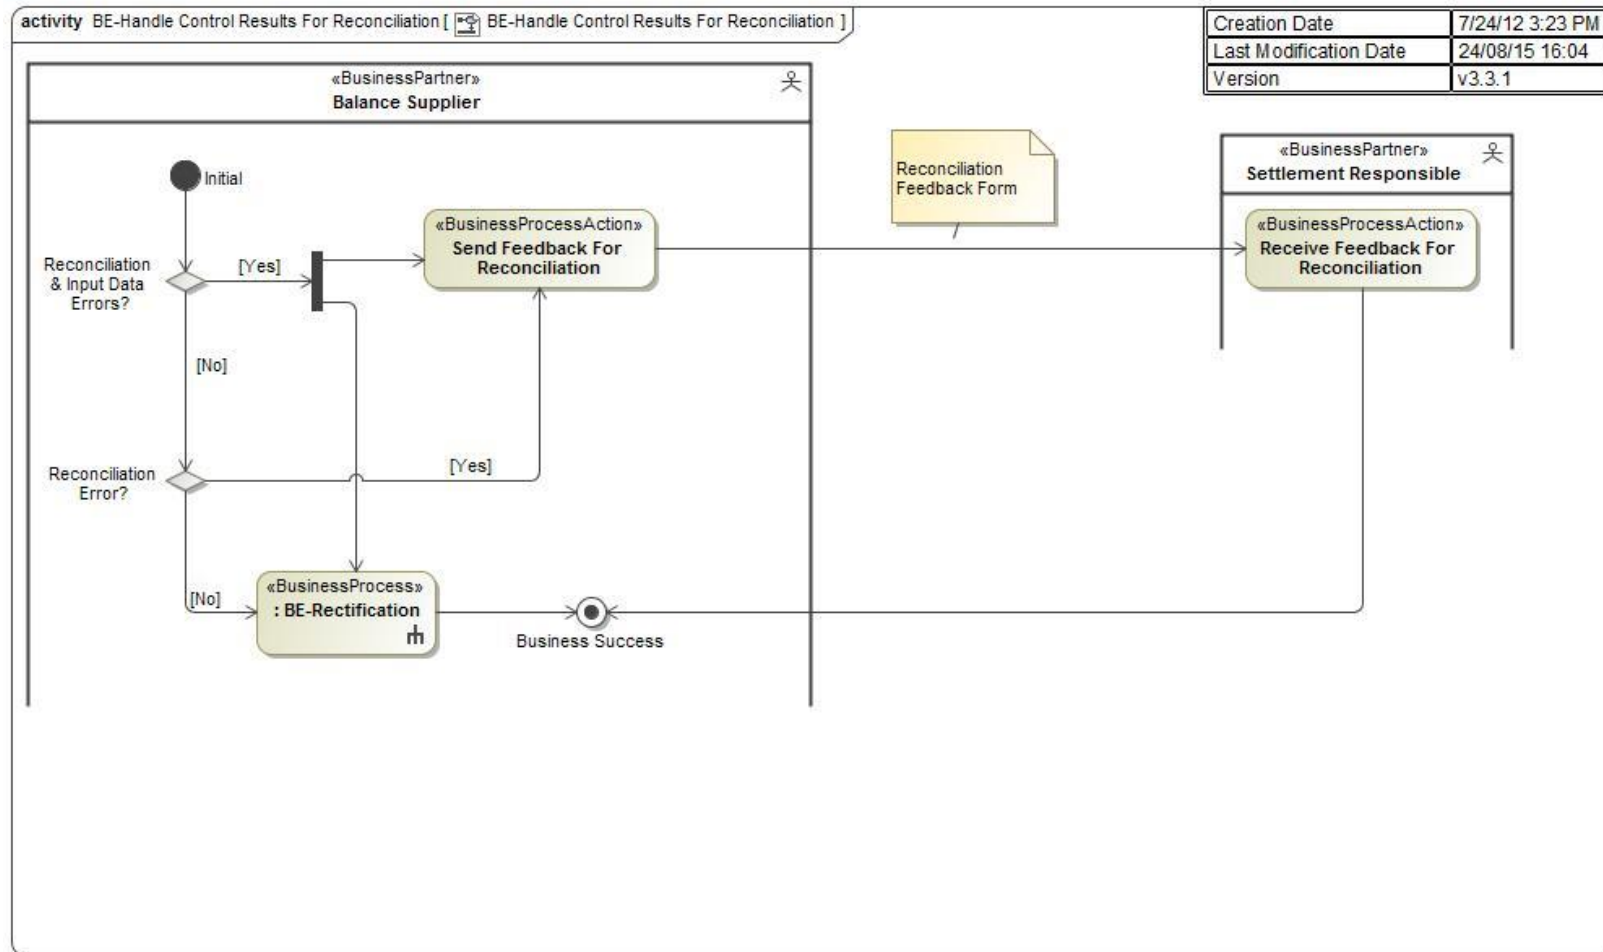 activity BE-Handle Control Results For Reconciliation [ BE-Handle Control Results For Reconciliation ]
Creation Date 7/24/12 3:23 PM
Last Modification Date 24/08/15 16:04
Version v3.3.1
«BusinessPartner»
Balance Supplier
Initial
Reconciliation
& Input Data
Errors?
[Yes]
«BusinessProcessAction»
Send Feedback For
Reconciliation
Reconciliation
Feedback Form
«BusinessPartner»
Settlement Responsible
«BusinessProcessAction»
Receive Feedback For
Reconciliation
[No]
Reconciliation
Error?
[Yes]
[No]
«BusinessProcess»
: BE-Rectification
Business Success